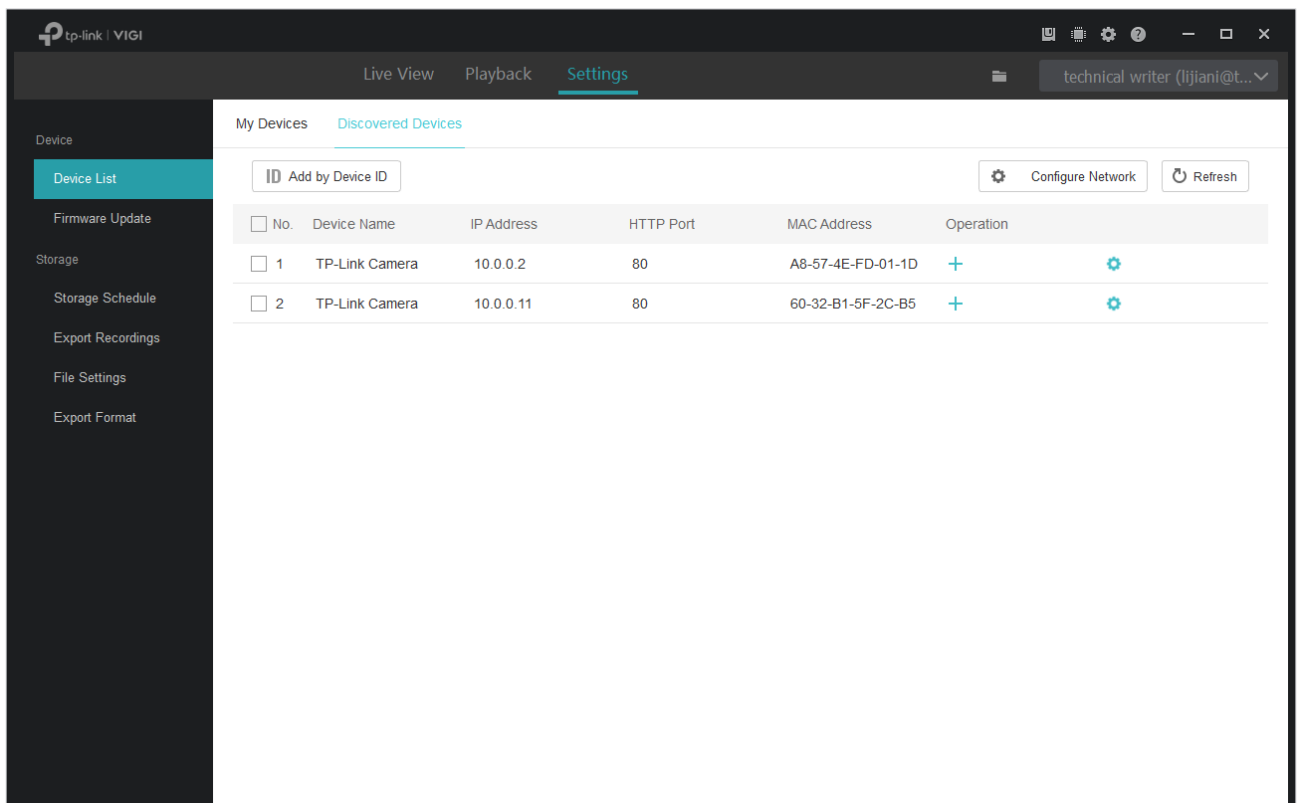 tp-link | VIGI
Live View Playback Settings technical writer (lijiani@t...
My Devices Discovered Devices
Device
Device List
Firmware Update
Storage
Storage Schedule
Export Recordings
File Settings
Export Format
ID Add by Device ID Configure Network Refresh
No. Device Name IP Address HTTP Port MAC Address Operation
1 TP-Link Camera 10.0.0.2 80 A8-57-4E-FD-01-1D
2 TP-Link Camera 10.0.0.11 80 60-32-B1-5F-2C-B5